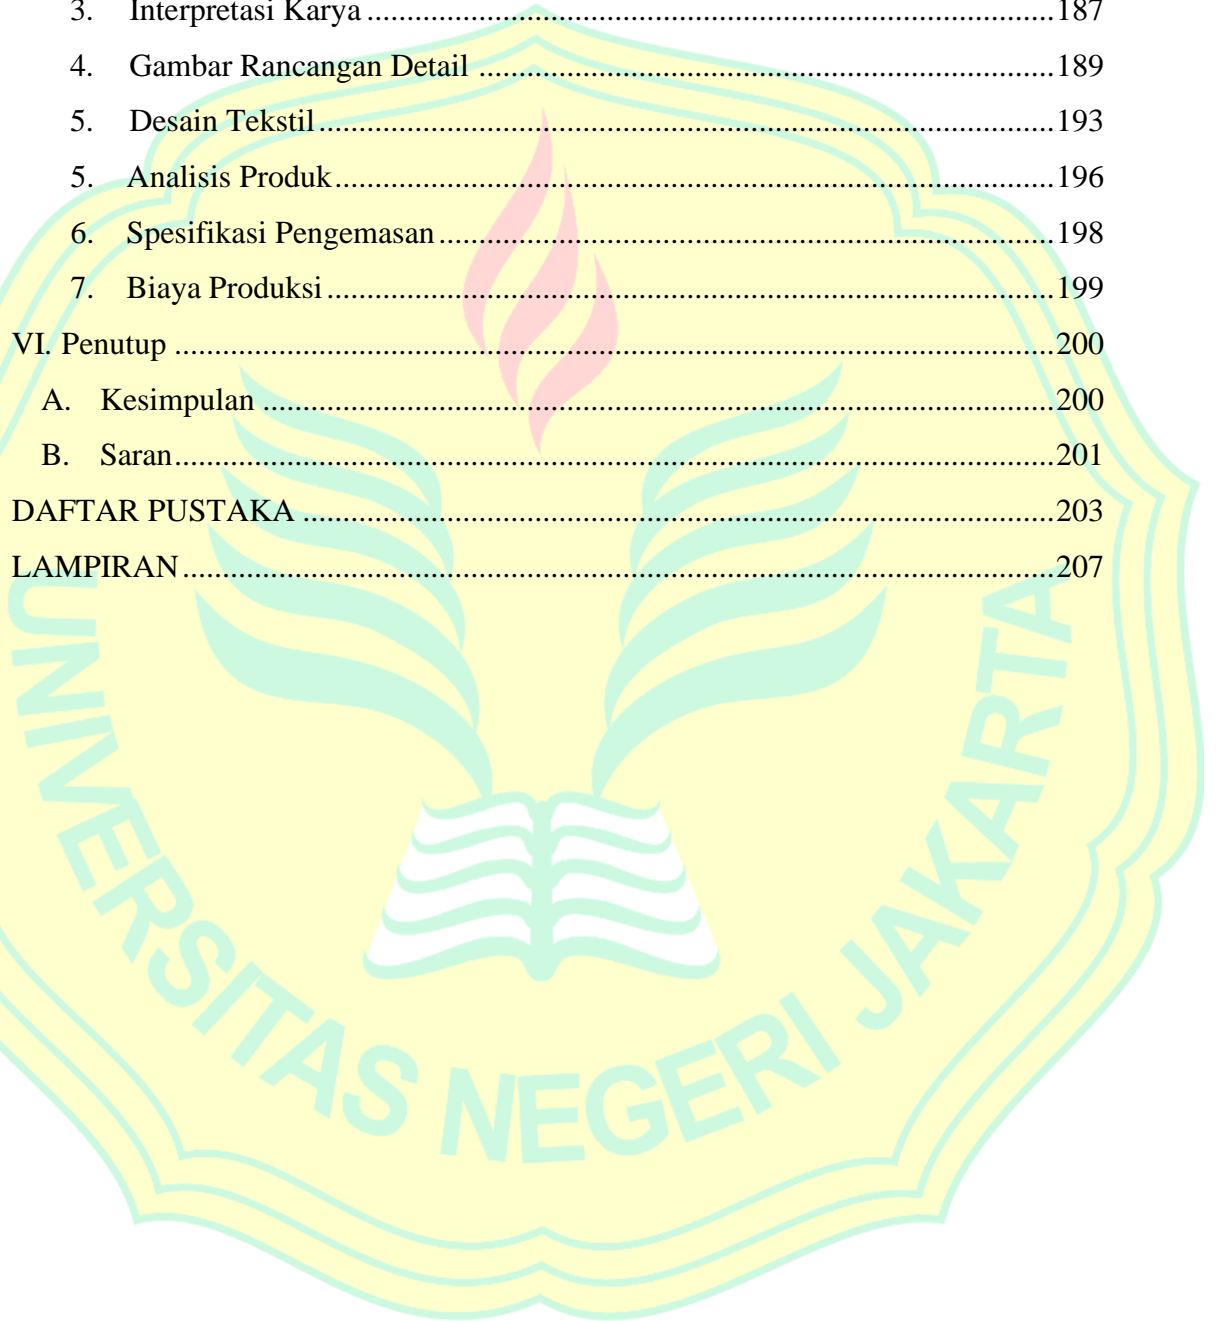 3. Interpretasi Karya ........................................................................................187
4. Gambar Rancangan Detail ........................................................................189
5. Desain Tekstil............................................................................................193
5. Analisis Produk..........................................................................................196
6. Spesifikasi Pengemasan .............................................................................198
7. Biaya Produksi ...........................................................................................199
VI. Penutup ..............................................................................................................200
A. Kesimpulan ...................................................................................................200
B. Saran..............................................................................................................201
DAFTAR PUSTAKA ..............................................................................................203
LAMPIRAN.............................................................................................................207
UNIVERSITAS NEGERI JAKARTA